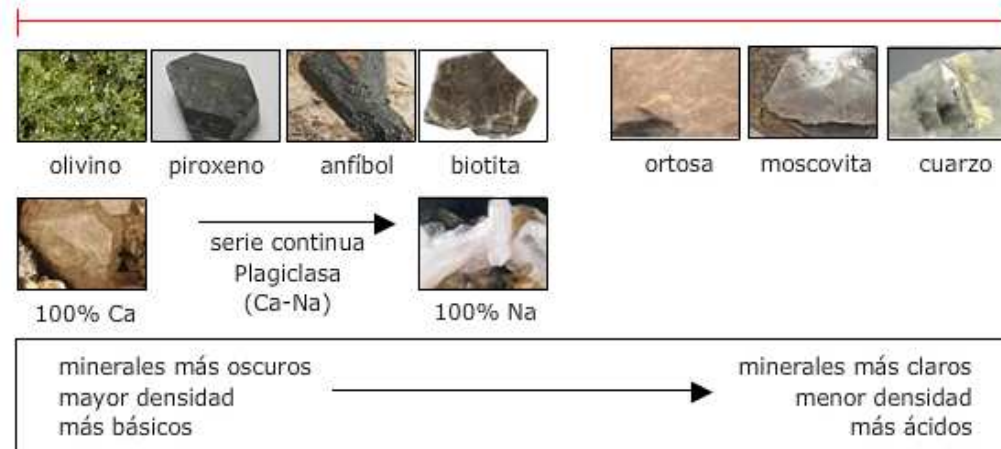 olivino piroxeno anfíbol biotita ortosa moscovita cuarzo
serie continua
Plagiclasa
(Ca-Na)
100% Ca 100% Na
minerales más oscuros minerales más claros
mayor densidad menor densidad
más básicos más ácidos